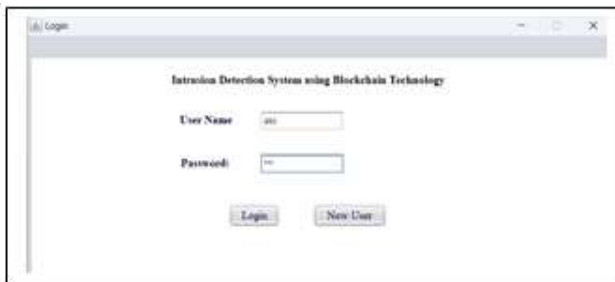 Login
Intrusion Detection System using Blockchain Technology
User Name
Password:
Login New User